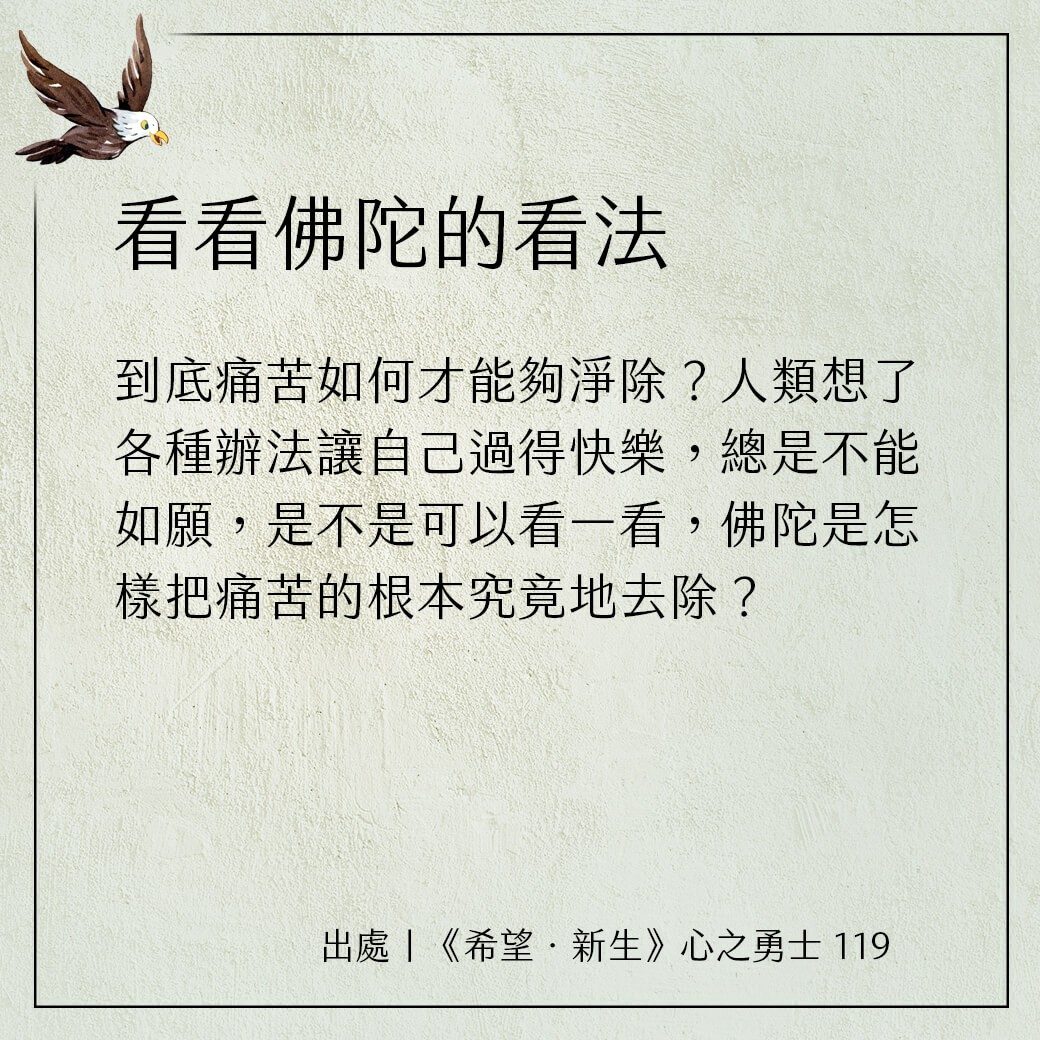 看看佛陀的看法
到底痛苦如何才能夠淨除？人類想了
各種辦法讓自己過得快樂，總是不能
如願，是不是可以看一看，佛陀是怎
樣把痛苦的根本究竟地去除？
出處｜《希望．新生》心之勇士 119